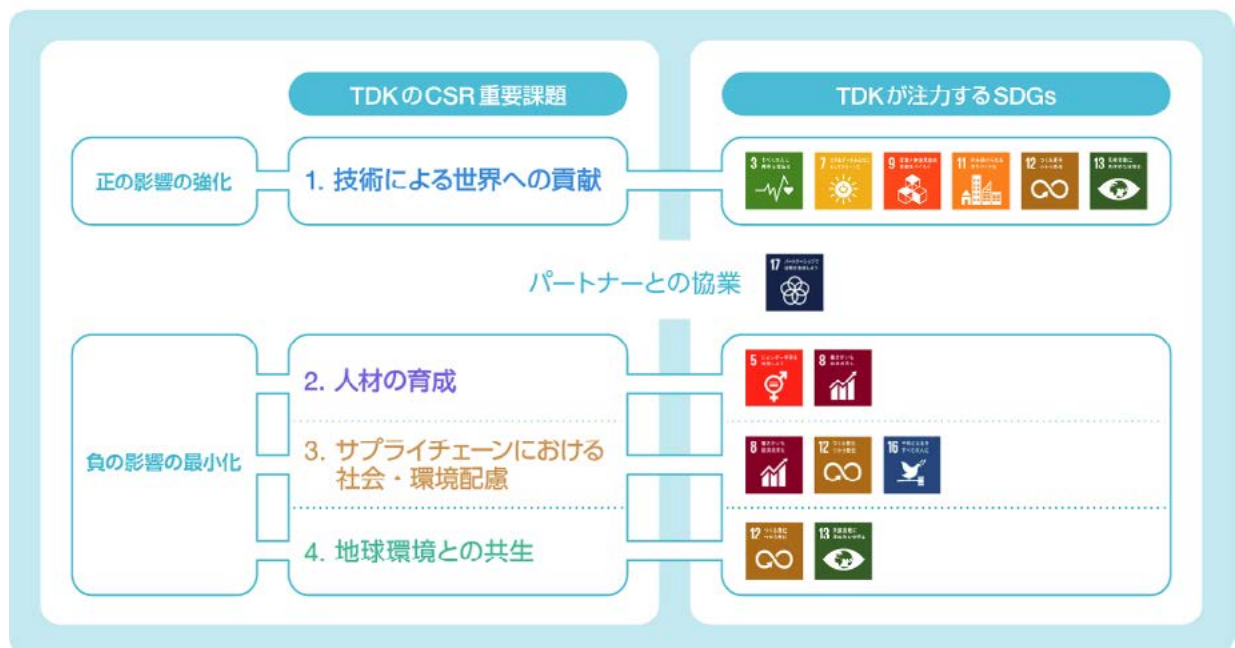 TDKのCSR重要課題
TDKが注力するSDGs
正の影響の強化
1. 技術による世界への貢献
3
7
9
11
12
13
パートナーとの協業
17
負の影響の最小化
2. 人材の育成
5
8
3. サプライチェーンにおける
社会・環境配慮
8
12
16
4. 地球環境との共生
12
13